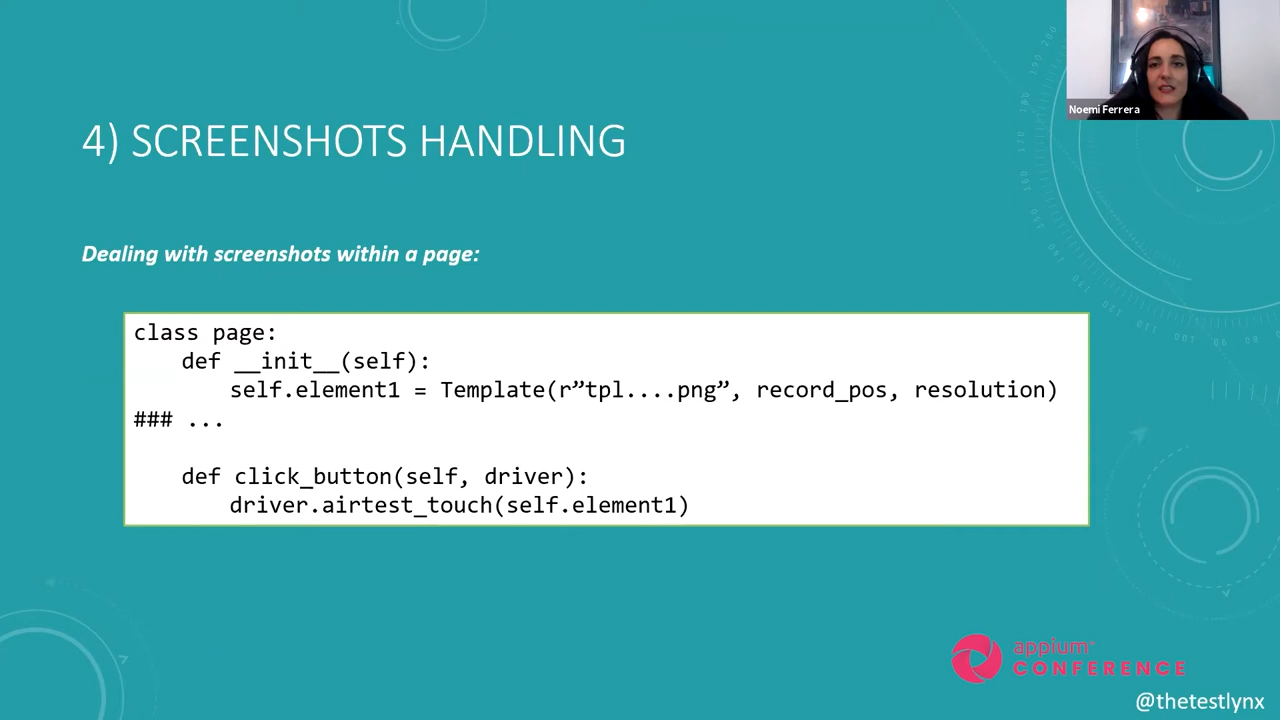 4) SCREENSHOTS HANDLING
Noemi Ferrera
Dealing with screenshots within a page:
class page:
def __init__(self):
self.element1 = Template(r”tpl....png”, record_pos, resolution)
### ...
def click_button(self, driver):
driver.airtest_touch(self.element1)
appium
CONFERENCE
@thetestlynx